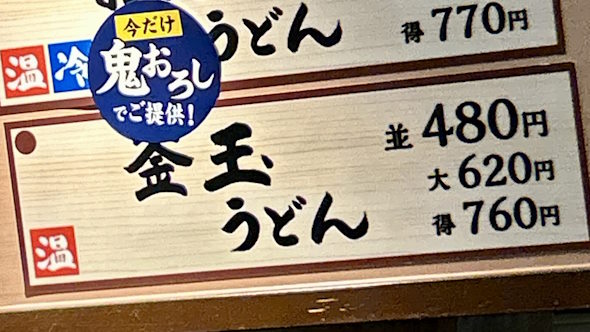 うどん
得 770円
温 冷
今だけ
鬼おろし
でご提供!
釜玉
うどん
並 480円
大 620円
得 760円
温